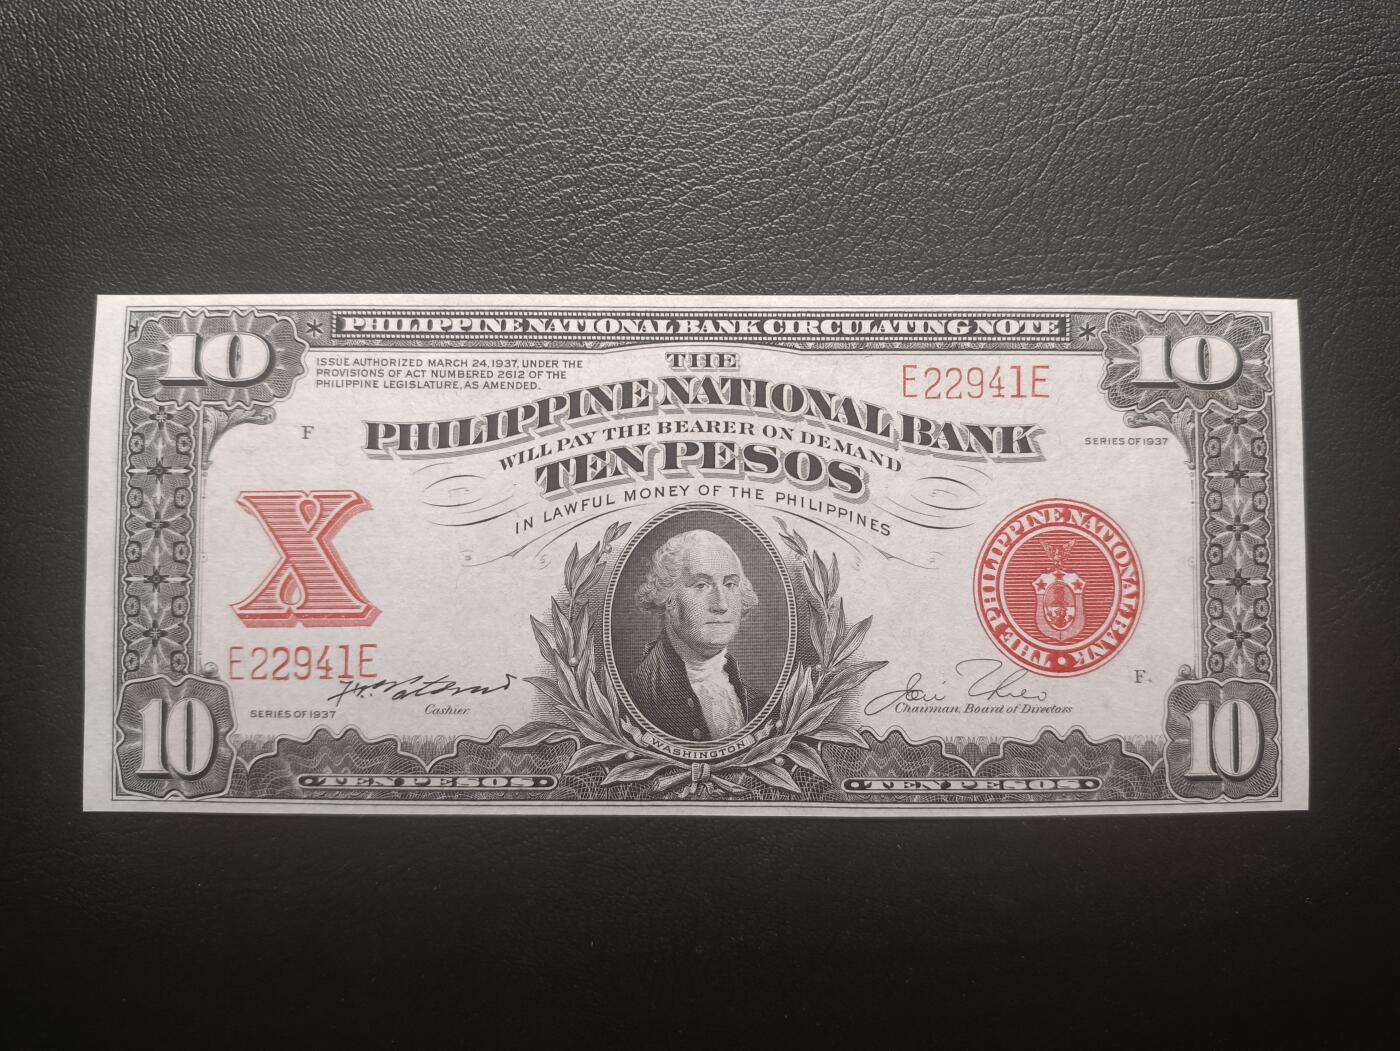 PHILIPPINE NATIONAL BANK CIRCULATING NOTE
10
10
ISSUE AUTHORIZED MARCH 24, 1937, UNDER THE
PROVISIONS OF ACT NUMBERED 2612 OF THE
PHILIPPINE LEGISLATURE, AS AMENDED.
E22941E
F
SERIES OF 1937
THE
PHILIPPINE NATIONAL BANK
WILL PAY THE BEARER ON DEMAND
TEN PESOS
IN LAWFUL MONEY OF THE PHILIPPINES
X
THE PHILIPPINE NATIONAL BANK
E22941E
F
Cashier.
Chairman, Board of Directors
SERIES OF 1937
WASHINGTON
10
10
TEN PESOS
TEN PESOS